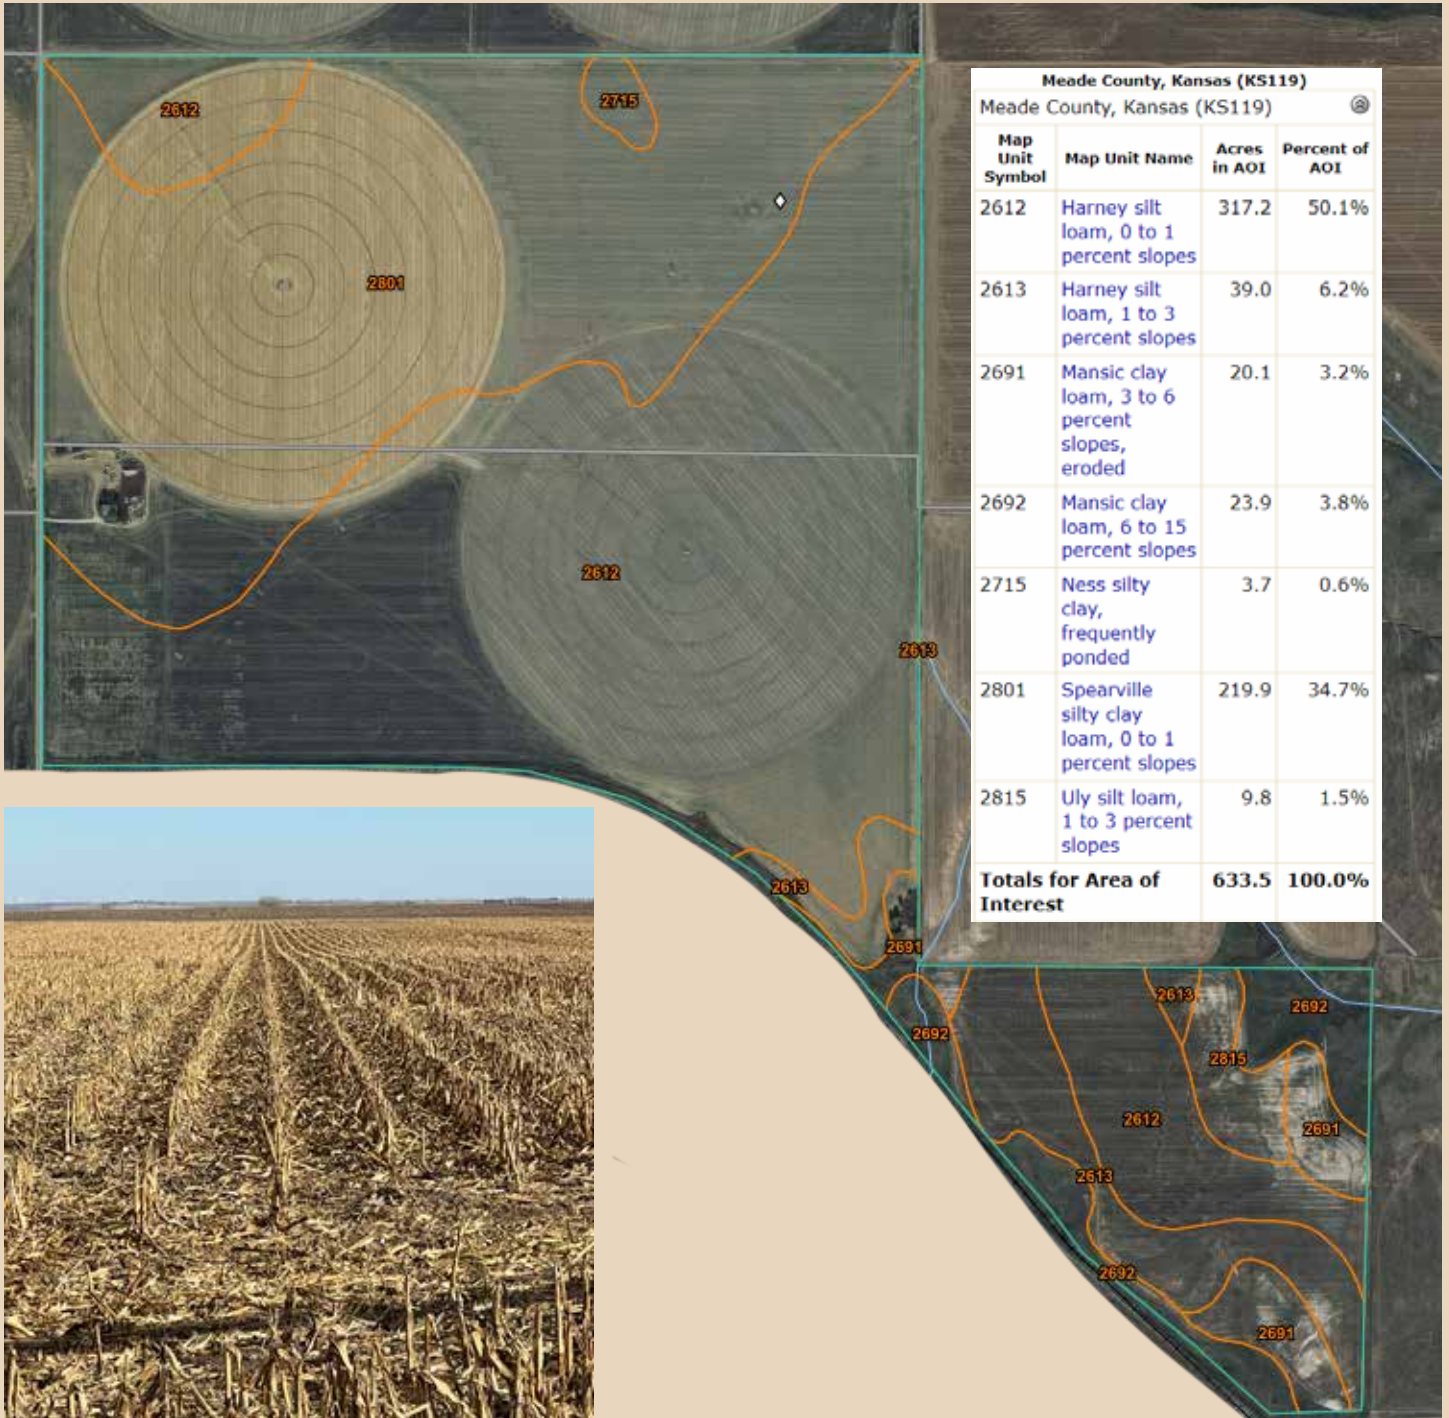 2612
2715
2801
2612
2613
2613
2691
2692
2613
2692
2815
2612
2691
2613
2692
2691
Meade County, Kansas (KS119)
Meade County, Kansas (KS119)
Map
Unit
Symbol
Map Unit Name
Acres
in AOI
Percent of
AOI
2612
Harney silt
loam, 0 to 1
percent slopes
317.2
50.1%
2613
Harney silt
loam, 1 to 3
percent slopes
39.0
6.2%
2691
Mansic clay
loam, 3 to 6
percent
slopes,
eroded
20.1
3.2%
2692
Mansic clay
loam, 6 to 15
percent slopes
23.9
3.8%
2715
Ness silty
clay,
frequently
ponded
3.7
0.6%
2801
Spearville
silty clay
loam, 0 to 1
percent slopes
219.9
34.7%
2815
Uly silt loam,
1 to 3 percent
slopes
9.8
1.5%
Totals for Area of
Interest
633.5
100.0%